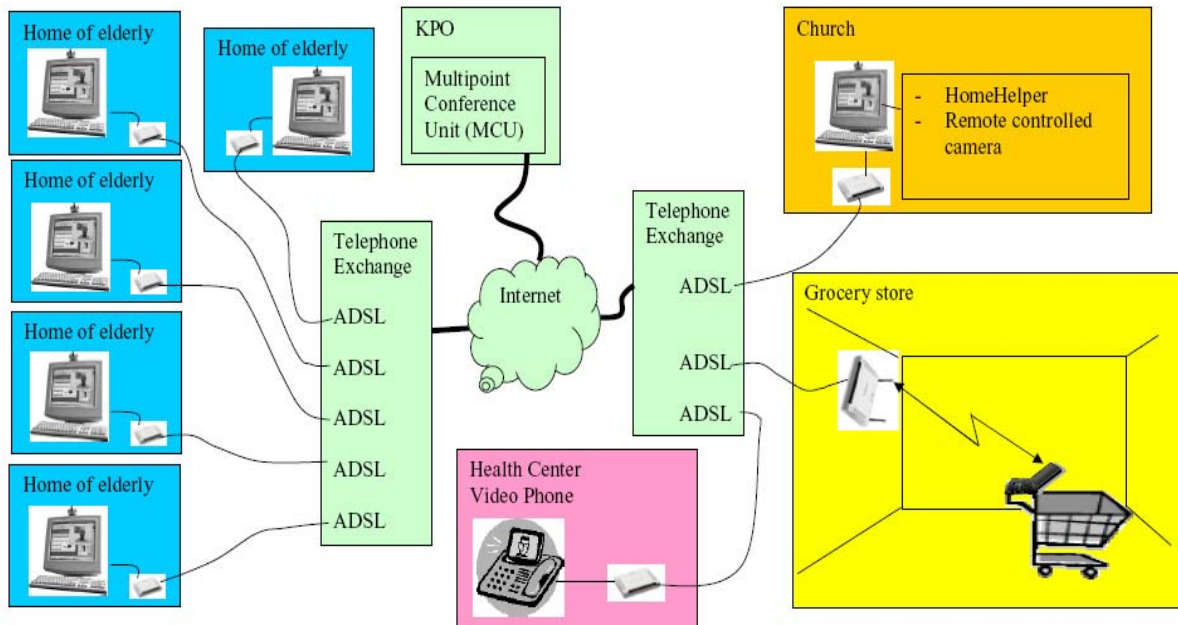 Home of elderly
Home of elderly
KPO
Multipoint
Conference
Unit (MCU)
Church
- HomeHelper
- Remote controlled
camera
Home of elderly
Telephone
Exchange
ADSL
ADSL
ADSL
ADSL
ADSL
Internet
Telephone
Exchange
ADSL
ADSL
ADSL
Grocery store
Home of elderly
Home of elderly
Health Center
Video Phone